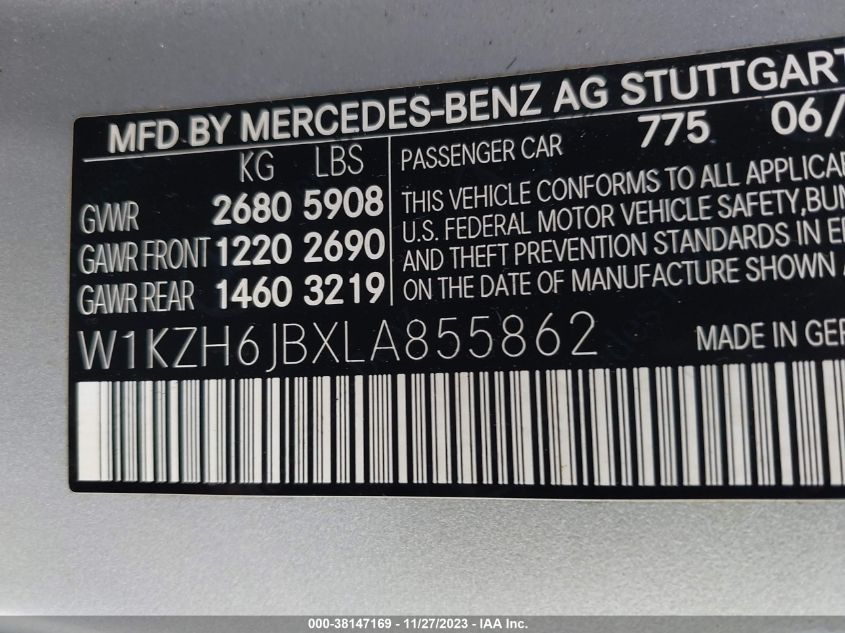 MFD BY MERCEDES-BENZ AG STUTTGART
KG LBS
GVWR 2680 5908
GAWR FRONT 1220 2690
GAWR REAR 1460 3219
PASSENGER CAR 775 06/
THIS VEHICLE CONFORMS TO ALL
U.S. FEDERAL MOTOR VEHICLE SAFETY,
AND THEFT PREVENTION STANDARDS IN
ON THE DATE OF MANUFACTURE SHOWN
W1KZH6JBXLA855862 MADE IN
000-38147169 - 11/27/2023 - IAA Inc.